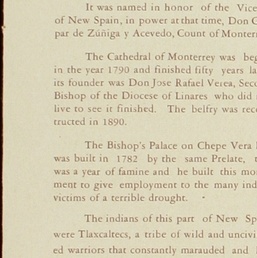 It was named in honor of the Vice
of New Spain, in power at that time, Don G
par de Zúñiga y Acevedo, Count of Monterr
The Cathedral of Monterrey was beg
in the year 1790 and finished fifty years la
its founder was Don Jose Rafael Verea, Seco
Bishop of the Diocese of Linares who did
live to see it finished. The belfry was reco
tructed in 1890.
The Bishop's Palace on Chepe Vera
was built in 1782 by the same Prelate, t
was a year of famine and he built this mo
ment to give employment to the many ind
victims of a terrible drought.
The indians of this part of New Sp
were Tlaxcaltecs, a tribe of wild and uncivi
ed wartiors that constantly marauded and